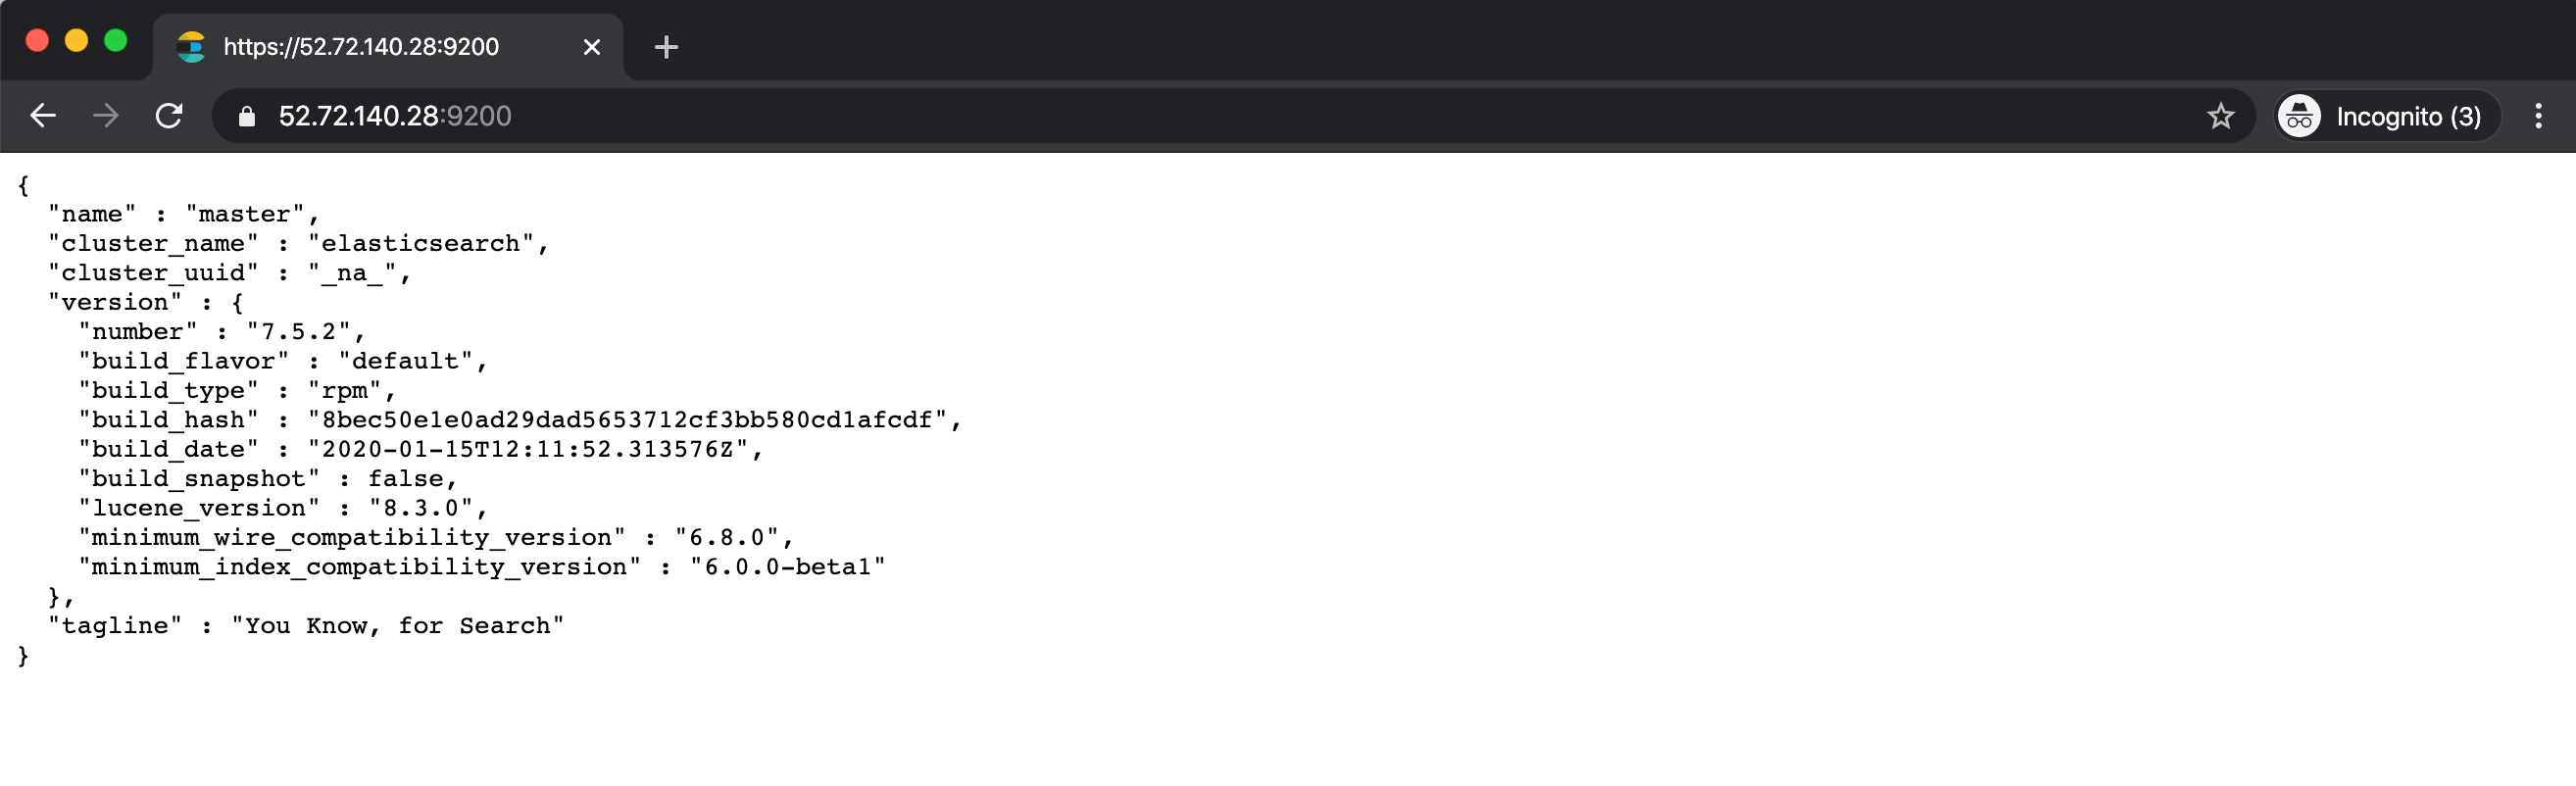 https://52.72.140.28:9200
52.72.140.28:9200
Incognito (3)
{
  "name" : "master",
  "cluster_name" : "elasticsearch",
  "cluster_uuid" : "_na_",
  "version" : {
    "number" : "7.5.2",
    "build_flavor" : "default",
    "build_type" : "rpm",
    "build_hash" : "8bec50e1e0ad29dad5653712cf3bb580cd1afcdf",
    "build_date" : "2020-01-15T12:11:52.313576Z",
    "build_snapshot" : false,
    "lucene_version" : "8.3.0",
    "minimum_wire_compatibility_version" : "6.8.0",
    "minimum_index_compatibility_version" : "6.0.0-beta1"
  },
  "tagline" : "You Know, for Search"
}